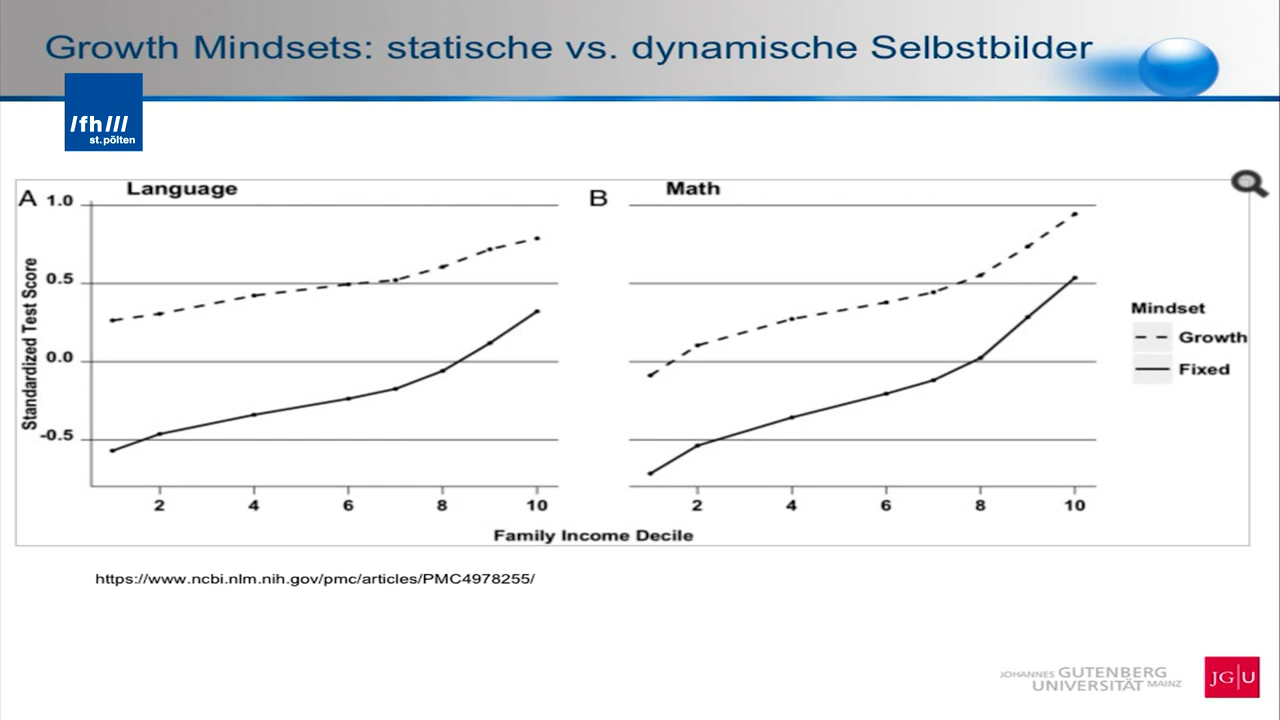 Growth Mindsets: statische vs. dynamische Selbstbilder
/fh///
st.pölten
A
Language
B
Math
Standardized Test Score
1.0
0.5
0.0
-0.5
2 4 6 8 10
2 4 6 8 10
Family Income Decile
Mindset
Growth
Fixed
https://www.ncbi.nlm.nih.gov/pmc/articles/PMC4978255/
JOHANNES GUTENBERG
UNIVERSITÄT MAINZ
JG|U